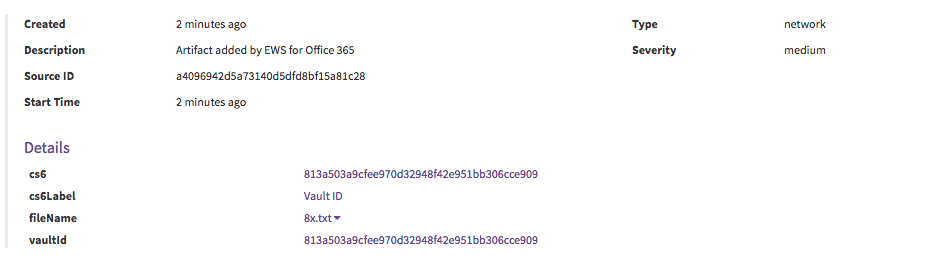 Created 2 minutes ago Type network
Description Artifact added by EWS for Office 365 Severity medium
Source ID a4096942d5a73140d5dfd8bf15a81c28
Start Time 2 minutes ago
Details
cs6 813a503a9cfee970d32948f42e951bb306cce909
cs6Label Vault ID
fileName 8x.txt
vaultId 813a503a9cfee970d32948f42e951bb306cce909